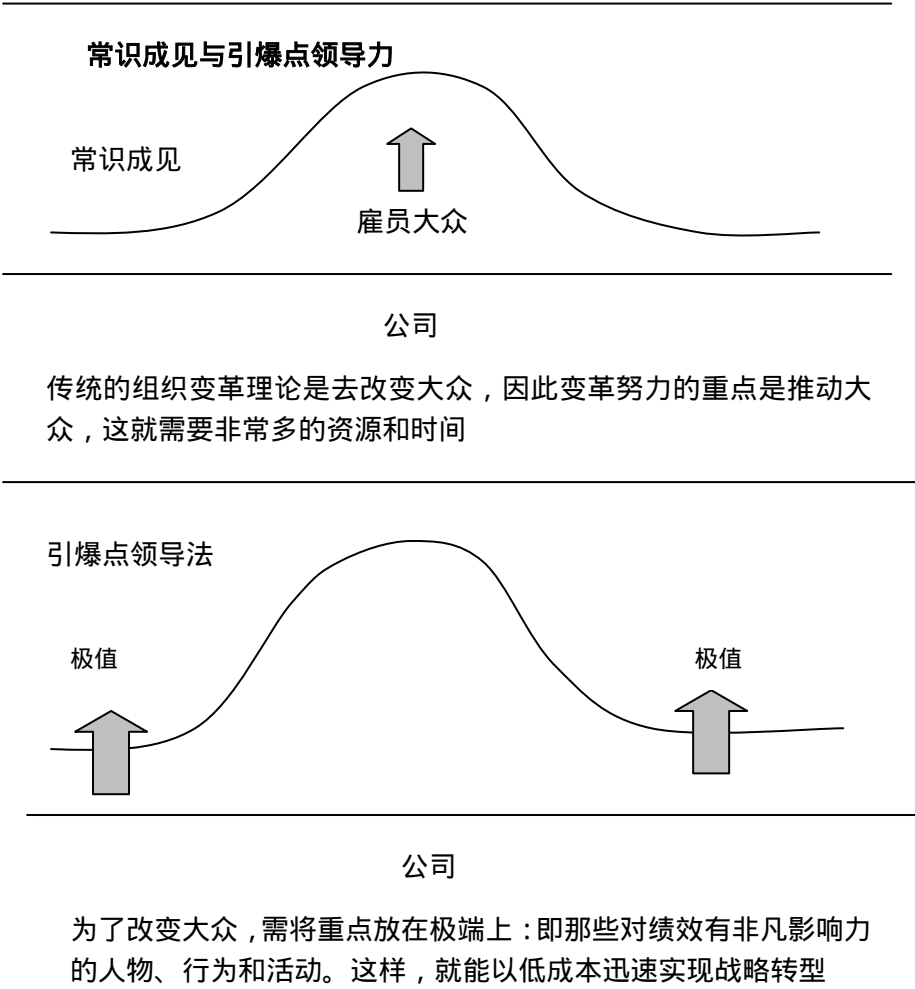 常识成见与引爆点领导力
常识成见
雇员大众
公司
传统的组织变革理论是去改变大众，因此变革努力的重点是推动大
众，这就需要非常多的资源和时间
引爆点领导法
极值
极值
公司
为了改变大众，需将重点放在极端上：即那些对绩效有非凡影响力
的人物、行为和活动。这样，就能以低成本迅速实现战略转型